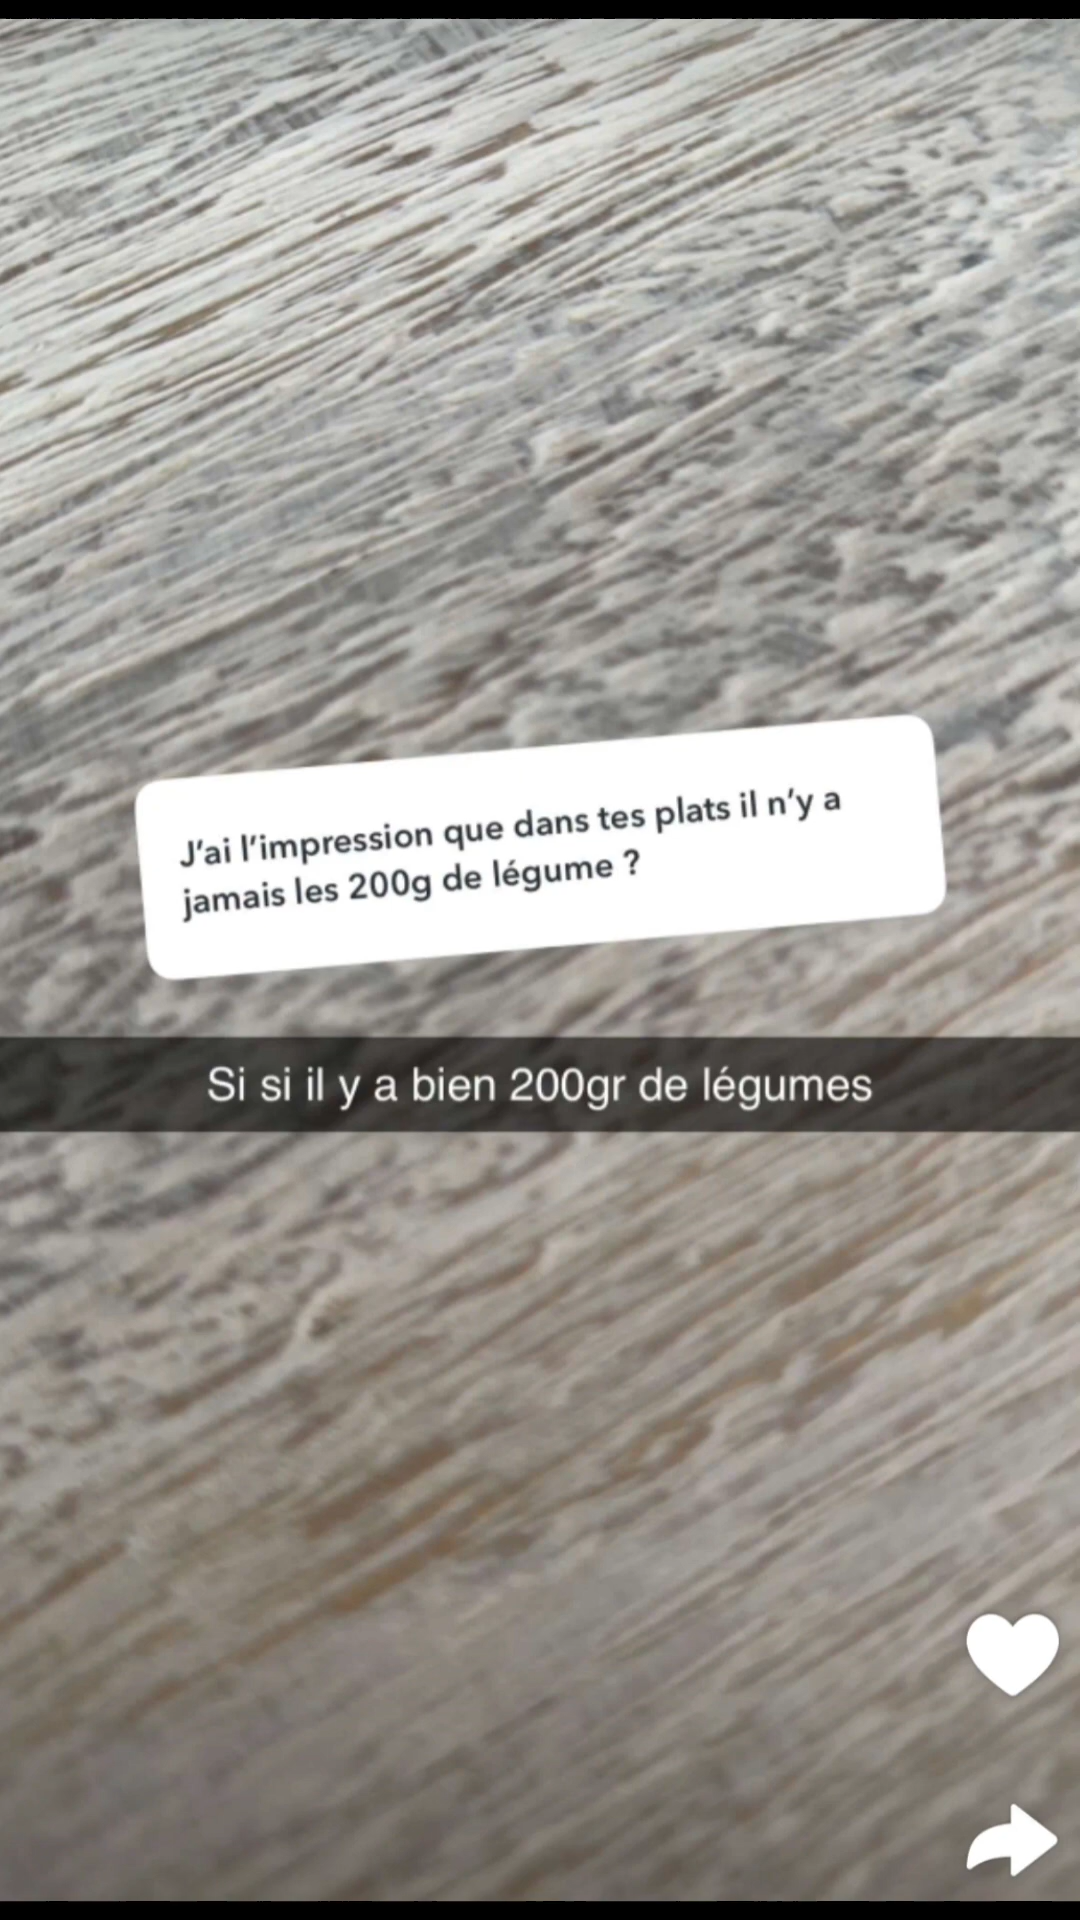 J'ai l'impression que dans tes plats il n'y a
jamais les 200g de légume ?
Si si il y a bien 200gr de légumes